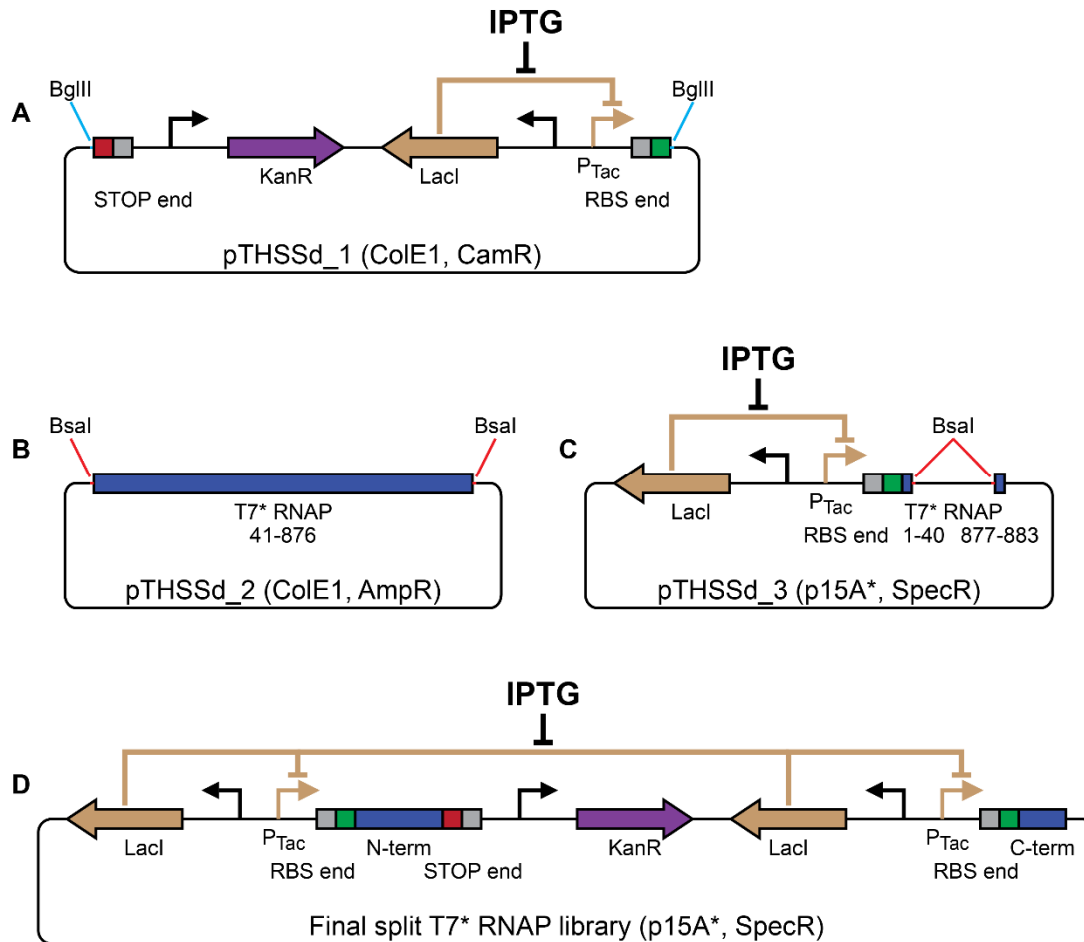 IPTG
A
BglII
BglII
KanR
LacI
PTac
STOP end
RBS end
pTHSSd_1 (ColE1, CamR)
B
BsaI
BsaI
T7* RNAP
41-876
pTHSSd_2 (ColE1, AmpR)
IPTG
C
BsaI
LacI
PTac
RBS end
T7* RNAP
1-40 877-883
pTHSSd_3 (p15A*, SpecR)
IPTG
D
LacI
PTac
RBS end
N-term
STOP end
KanR
LacI
PTac
RBS end
C-term
Final split T7* RNAP library (p15A*, SpecR)